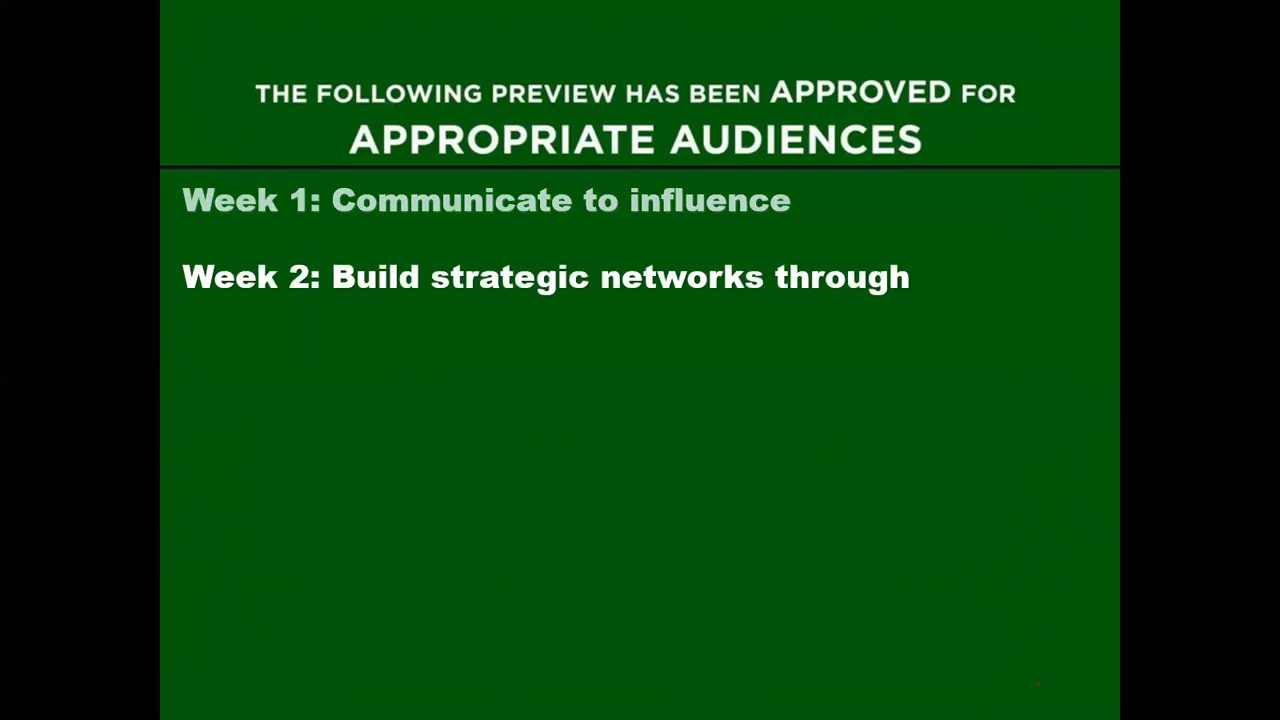 THE FOLLOWING PREVIEW HAS BEEN APPROVED FOR
APPROPRIATE AUDIENCES
Week 1: Communicate to influence
Week 2: Build strategic networks through